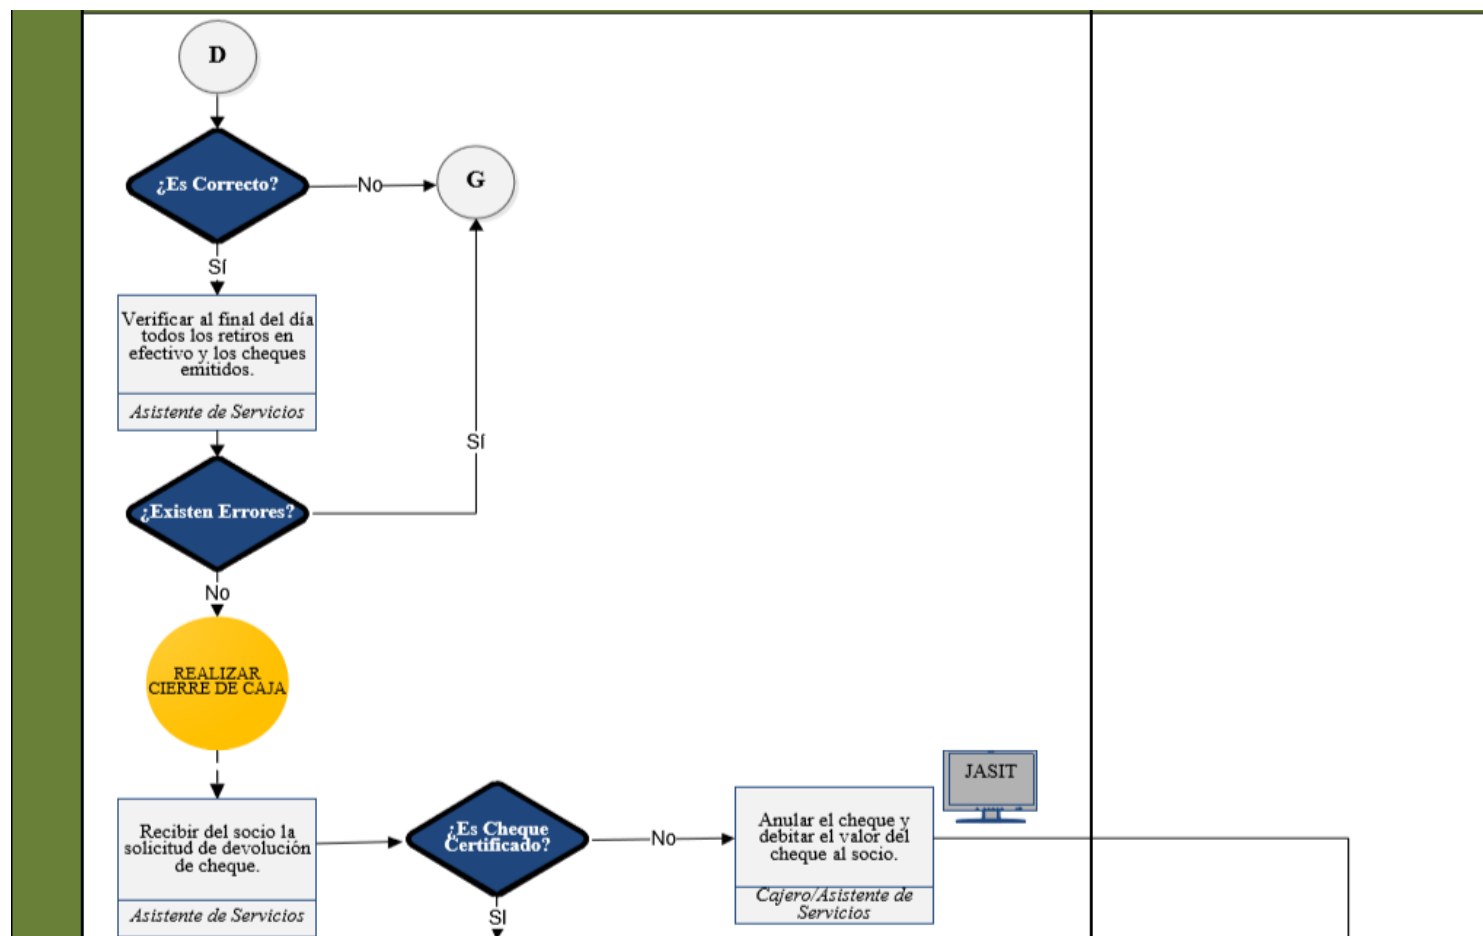 D
¿Es Correcto?
No
G
Sí
Verificar al final del día
todos los retiros en
efectivo y los cheques
emitidos.
Asistente de Servicios
Sí
¿Existen Errores?
No
REALIZAR
CIERRE DE CAJA
Recibir del socio la
solicitud de devolución
de cheque.
Asistente de Servicios
¿Es Cheque
Certificado?
No
SI
JASIT
Anular el cheque y
debitar el valor del
cheque al socio.
Cajero/Asistente de
Servicios